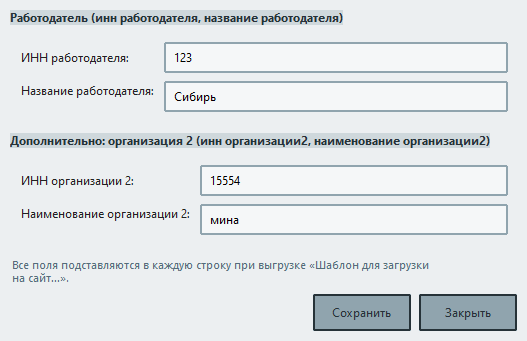 Работодатель (инн работодателя, название работодателя)
ИНН работодателя:
123
Название работодателя:
Сибирь
Дополнительно: организация 2 (инн организации2, наименование организации2)
ИНН организации 2:
15554
Наименование организации 2:
мина
Все поля подставляются в каждую строку при выгрузке «Шаблон для загрузки
на сайт...».
Сохранить
Закрыть